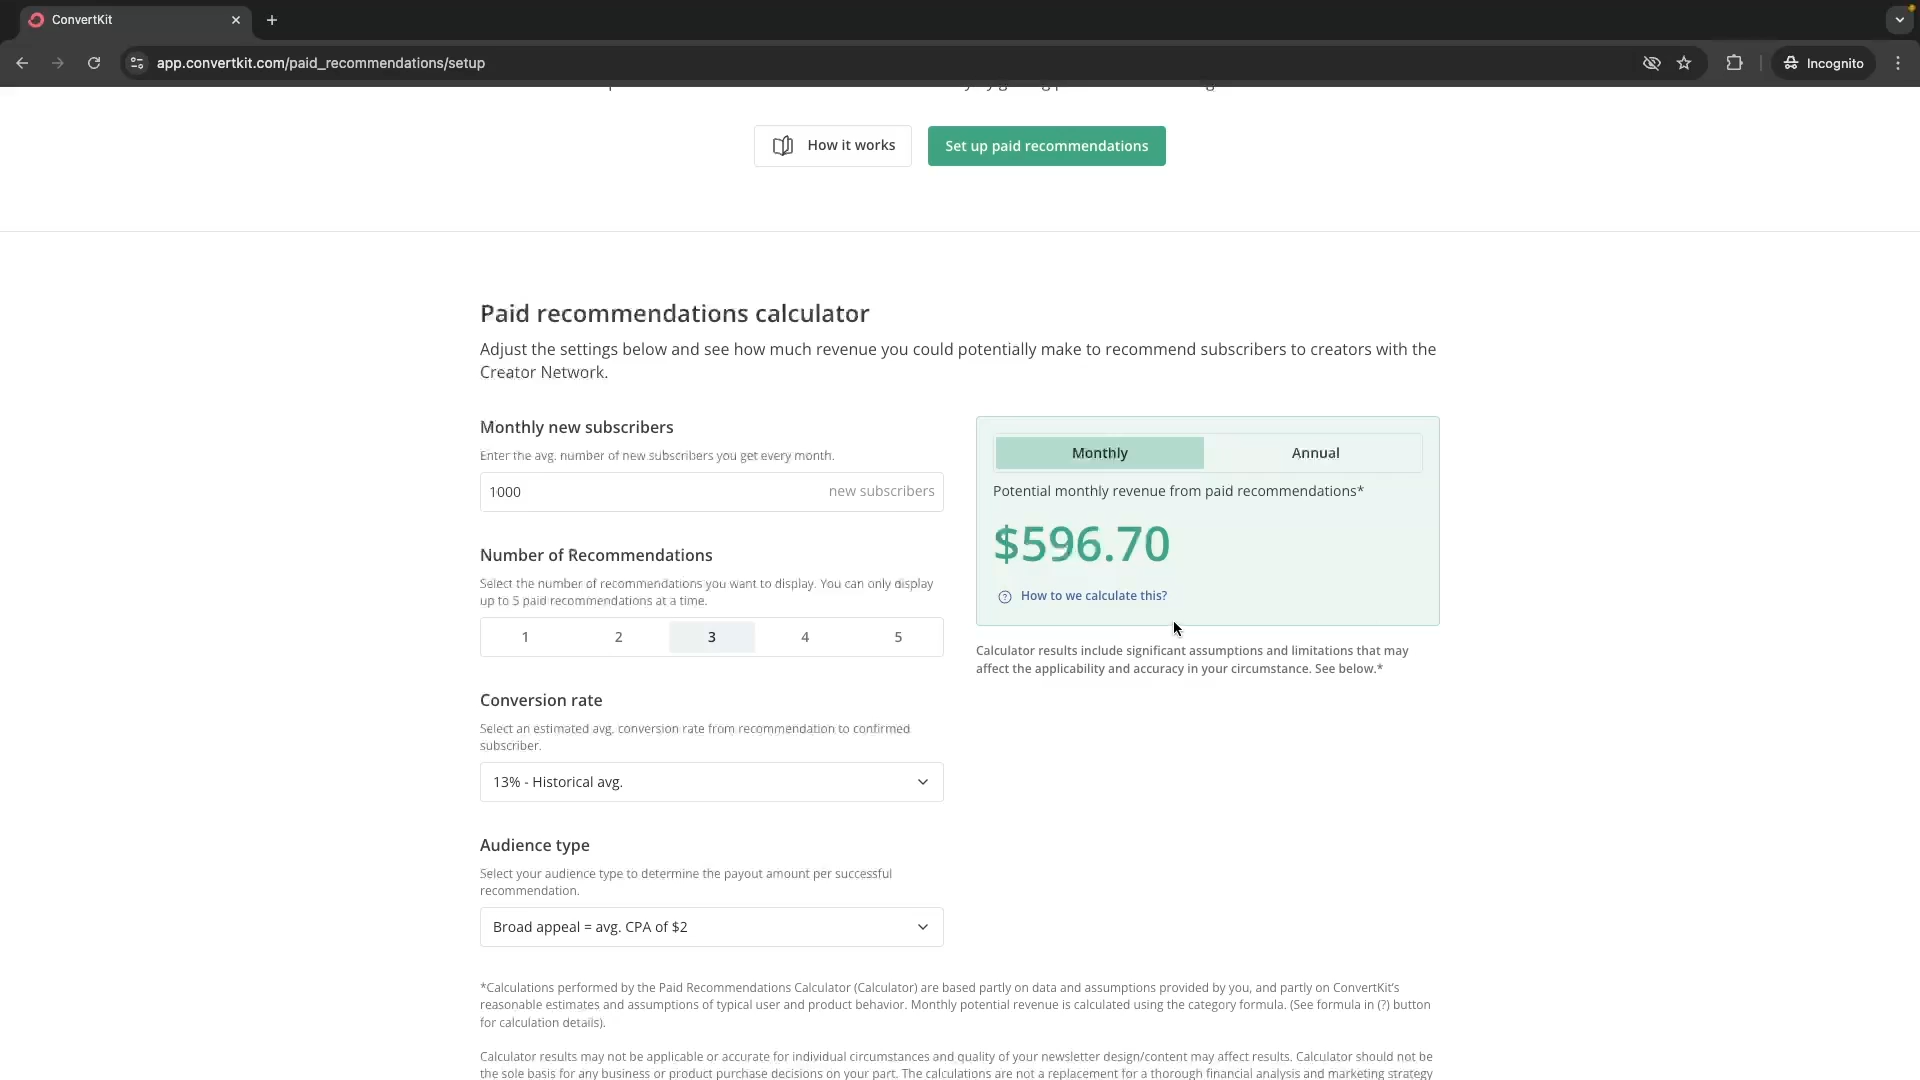 ConvertKit
app.convertkit.com/paid_recommendations/setup
Incognito
How it works
Set up paid recommendations
Paid recommendations calculator
Adjust the settings below and see how much revenue you could potentially make to recommend subscribers to creators with the
Creator Network.
Monthly new subscribers
Enter the avg. number of new subscribers you get every month.
1000
new subscribers
Number of Recommendations
Select the number of recommendations you want to display. You can only display
up to 5 paid recommendations at a time.
1 2 3 4 5
Conversion rate
Select an estimated avg. conversion rate from recommendation to confirmed
subscriber.
13% - Historical avg.
Audience type
Select your audience type to determine the payout amount per successful
recommendation.
Broad appeal = avg. CPA of $2
Monthly
Annual
Potential monthly revenue from paid recommendations*
$596.70
How to we calculate this?
Calculator results include significant assumptions and limitations that may
affect the applicability and accuracy in your circumstance. See below.*
*Calculations performed by the Paid Recommendations Calculator (Calculator) are based partly on data and assumptions provided by you, and partly on ConvertKit's
reasonable estimates and assumptions of typical user and product behavior. Monthly potential revenue is calculated using the category formula. (See formula in (?) button
for calculation details).
Calculator results may not be applicable or accurate for individual circumstances and quality of your newsletter design/content may affect results. Calculator should not be
the sole basis for any business or product purchase decisions on your part. The calculations are not a replacement for a thorough financial analysis and marketing strategy